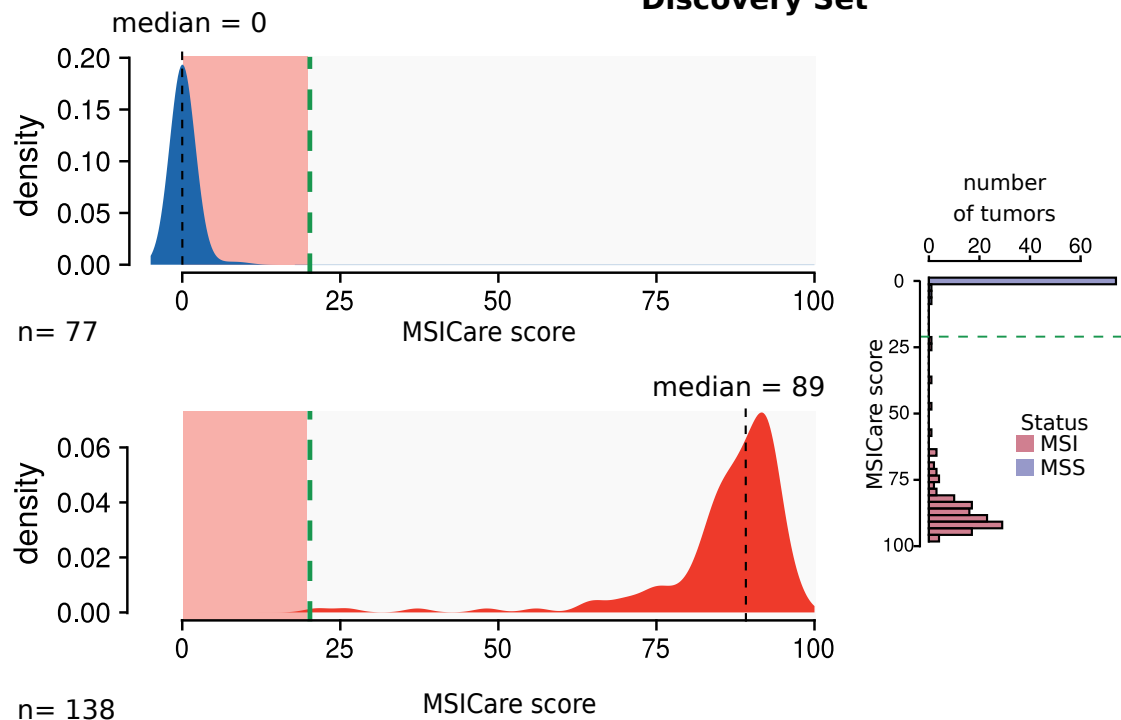 Discovery Set
median = 0
density
0.20
0.15
0.10
0.05
0.00
0 25 50 75 100
MSICare score
n= 77
median = 89
density
0.06
0.04
0.02
0.00
0 25 50 75 100
MSICare score
n= 138
number
of tumors
0 20 40 60
MSICare score
0
25
50
75
100
Status
MSI
MSS